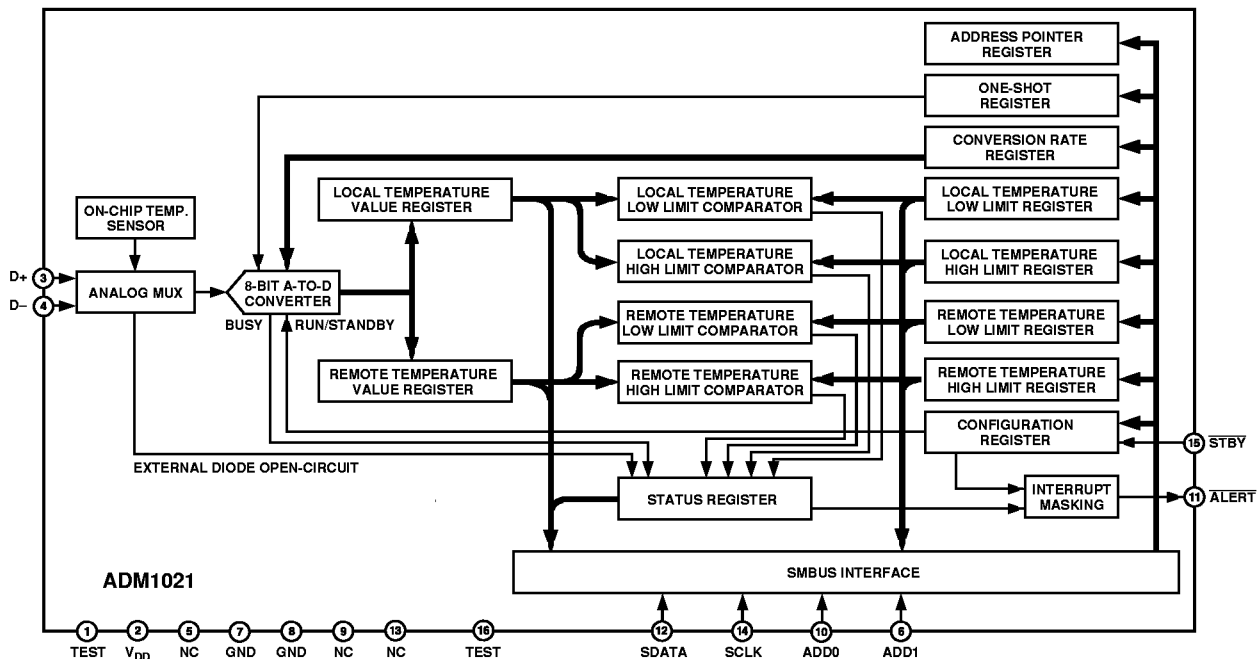 ADDRESS POINTER
REGISTER
ONE-SHOT
REGISTER
CONVERSION RATE
REGISTER
LOCAL TEMPERATURE
VALUE REGISTER
LOCAL TEMPERATURE
LOW LIMIT COMPARATOR
LOCAL TEMPERATURE
LOW LIMIT REGISTER
ON-CHIP TEMP.
SENSOR
LOCAL TEMPERATURE
HIGH LIMIT COMPARATOR
LOCAL TEMPERATURE
HIGH LIMIT REGISTER
D+
3
D–
4
ANALOG MUX
8-BIT A-TO-D
CONVERTER
BUSY
RUN/STANDBY
REMOTE TEMPERATURE
LOW LIMIT COMPARATOR
REMOTE TEMPERATURE
LOW LIMIT REGISTER
REMOTE TEMPERATURE
VALUE REGISTER
REMOTE TEMPERATURE
HIGH LIMIT COMPARATOR
REMOTE TEMPERATURE
HIGH LIMIT REGISTER
CONFIGURATION
REGISTER
15
STBY
EXTERNAL DIODE OPEN-CIRCUIT
STATUS REGISTER
INTERRUPT
MASKING
11
ALERT
SMBUS INTERFACE
ADM1021
1
2
5
7
8
9
13
16
12
14
10
6
TEST
VDD
NC
GND
GND
NC
NC
TEST
SDATA
SCLK
ADD0
ADD1